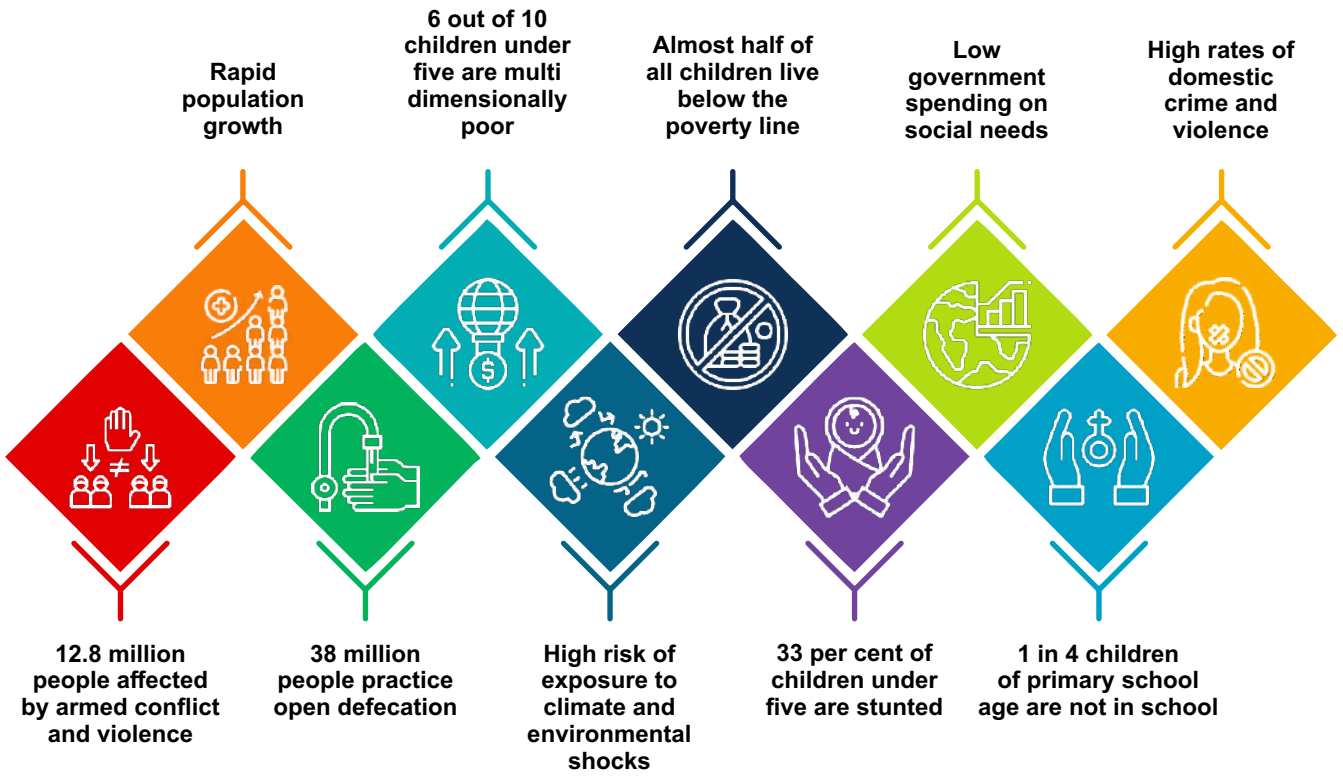 Rapid
population
growth
6 out of 10
children under
five are multi
dimensionally
poor
Almost half of
all children live
below the
poverty line
Low
government
spending on
social needs
High rates of
domestic
crime and
violence
$
≠
12.8 million
people affected
by armed conflict
and violence
38 million
people practice
open defecation
High risk of
exposure to
climate and
environmental
shocks
33 per cent of
children under
five are stunted
1 in 4 children
of primary school
age are not in school